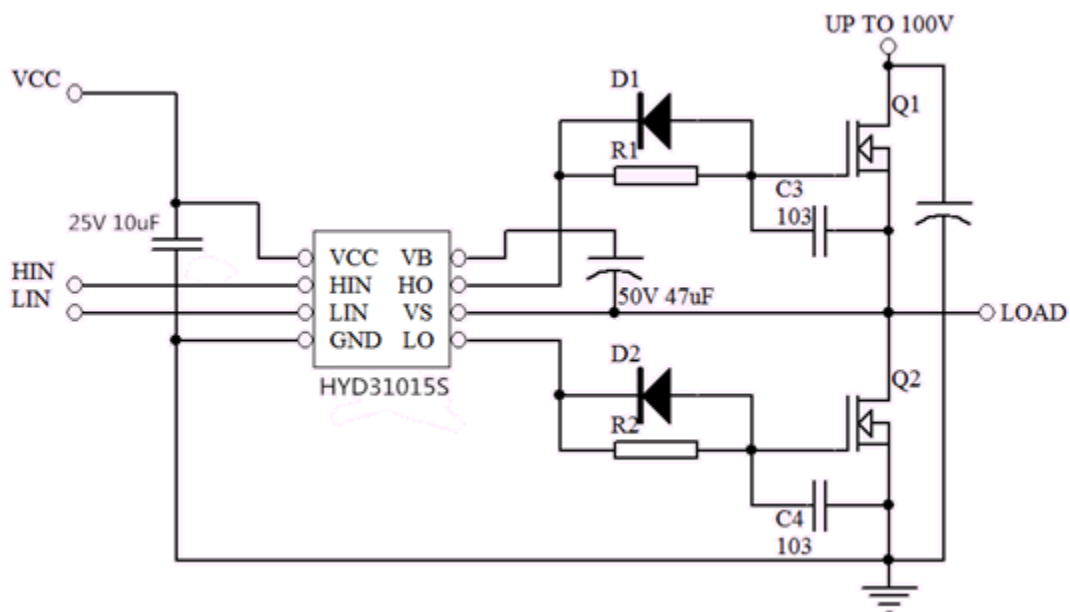 UP TO 100V
VCC
D1
Q1
R1
C3
103
25V 10uF
VCC VB
HIN HO
LIN VS
GND LO
HYD31015S
HIN
LIN
50V 47uF
LOAD
D2
Q2
R2
C4
103